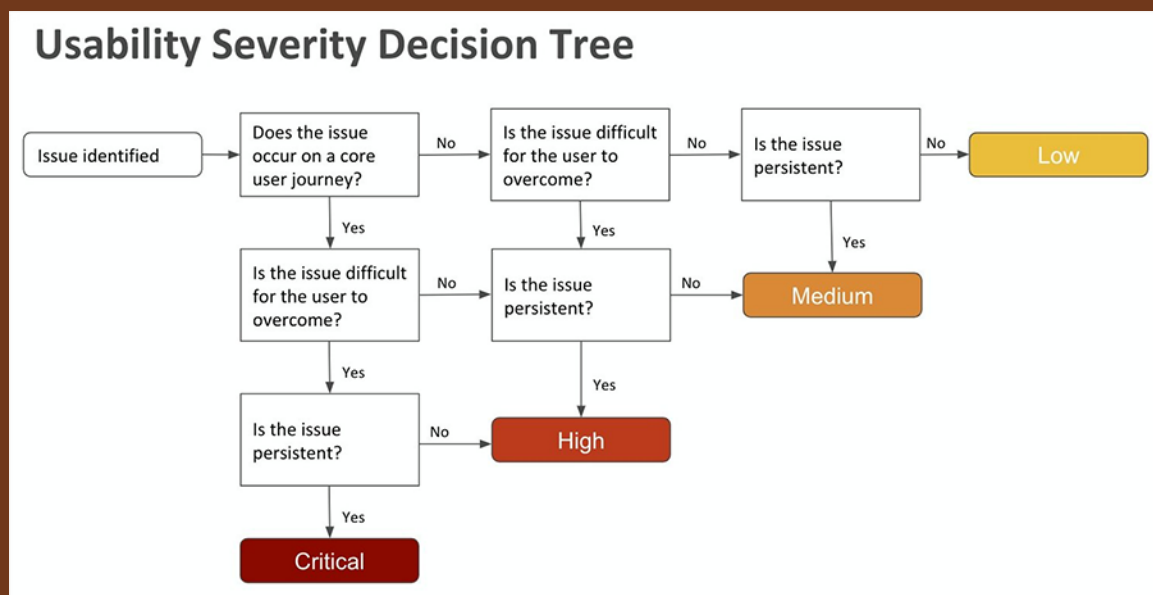 Usability Severity Decision Tree
Issue identified
Does the issue
occur on a core
user journey?
No
Is the issue difficult
for the user to
overcome?
No
Is the issue
persistent?
No
Low
Yes
Yes
Yes
Is the issue difficult
for the user to
overcome?
No
Is the issue
persistent?
No
Medium
Yes
Yes
Is the issue
persistent?
No
High
Yes
Critical